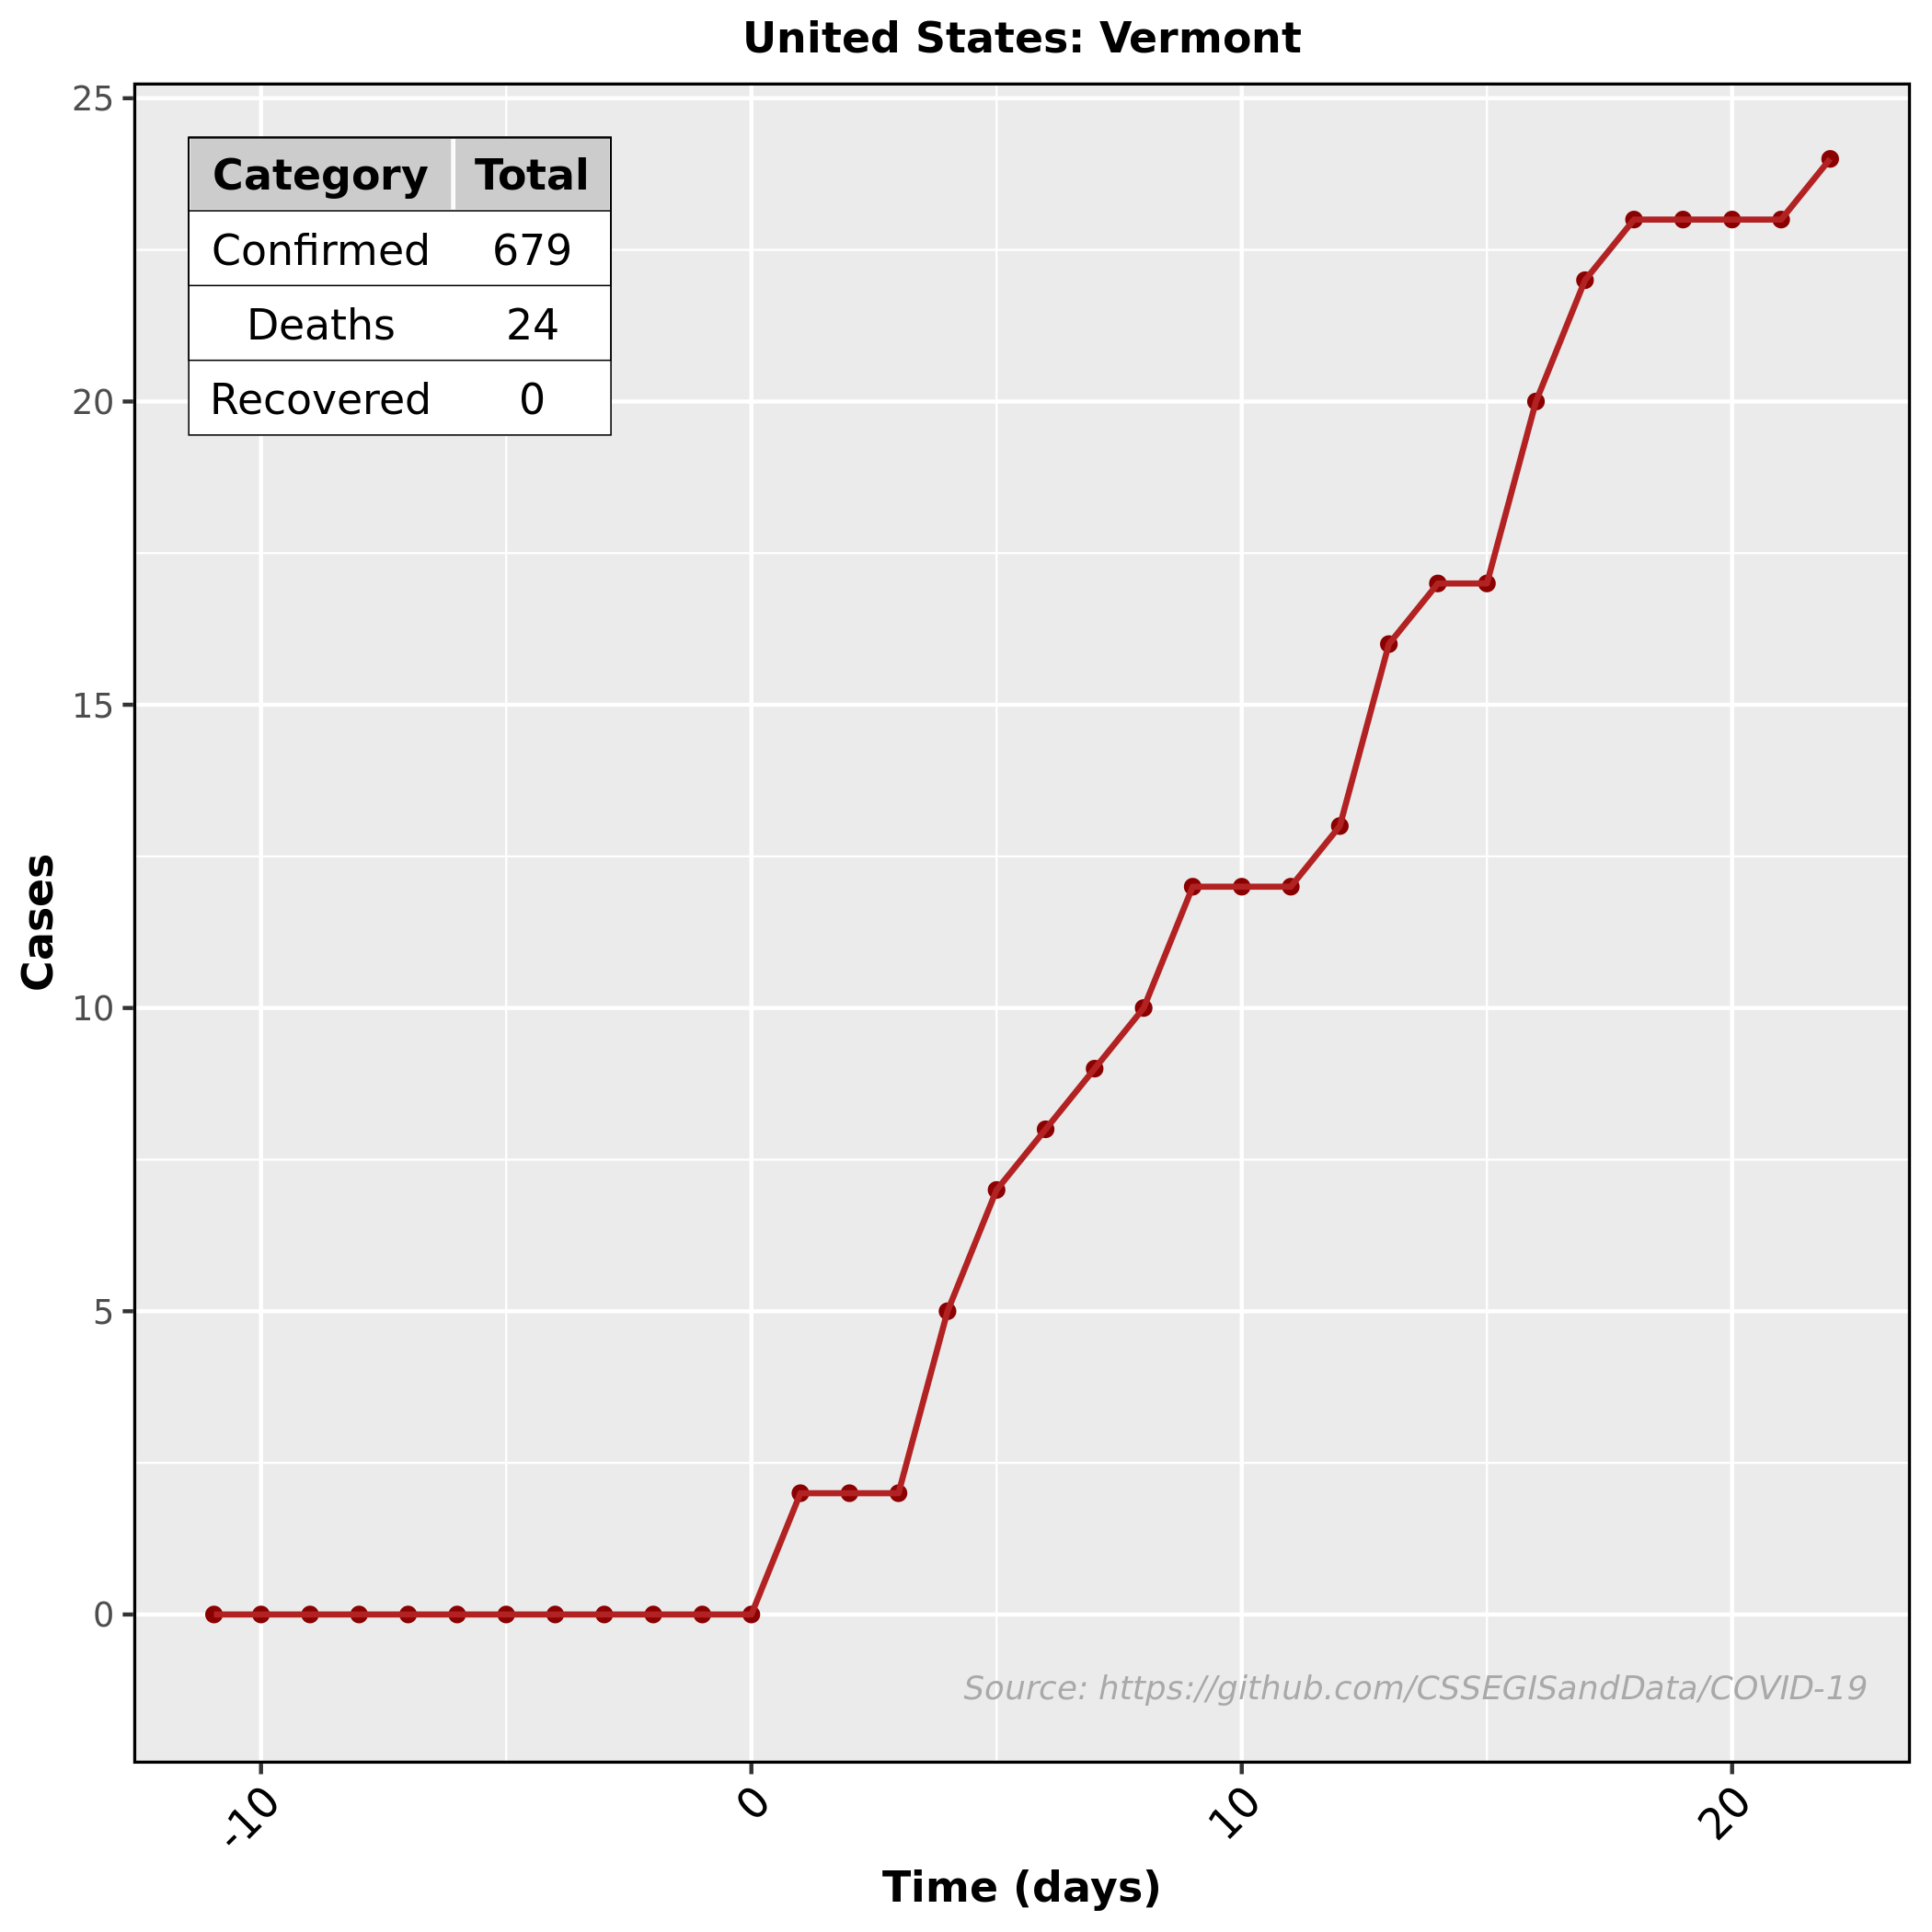 United States: Vermont
25
20
15
10
5
0
Category Total
Confirmed 679
Deaths 24
Recovered 0
Cases
Source: https://github.com/CSSEGISandData/COVID-19
-10 0 10 20
Time (days)